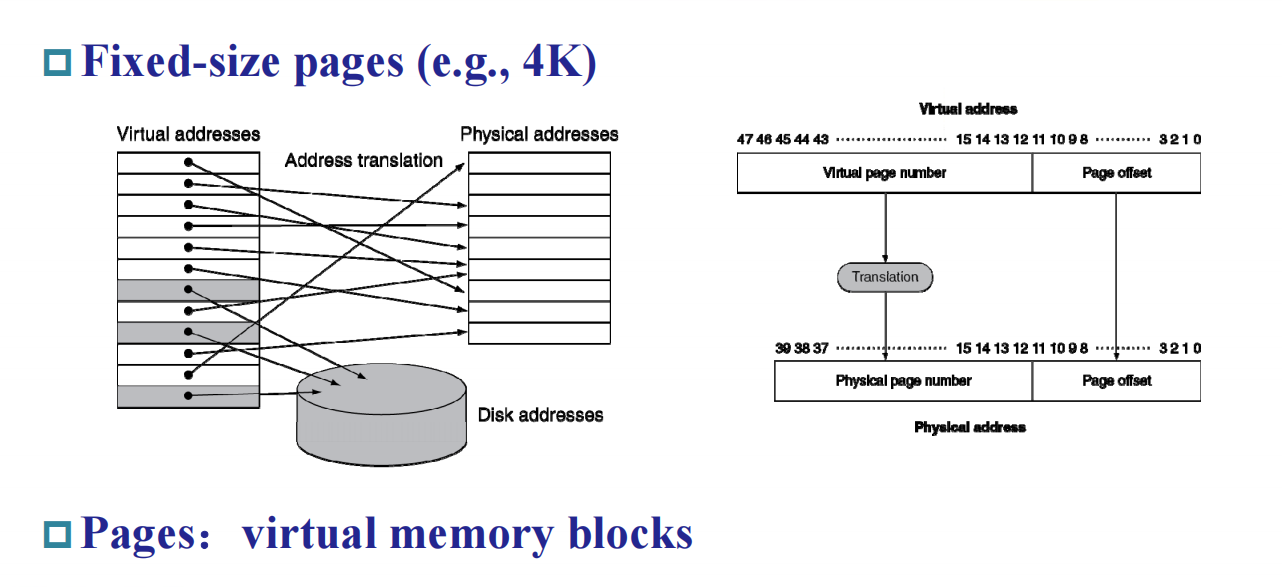 Fixed-size pages (e.g., 4K)
Virtual addresses
Address translation
Physical addresses
Disk addresses
Virtual address
47 46 45 44 43 ···················· 15 14 13 12 11 10 9 8 ·········· 3 2 1 0
Virtual page number
Page offset
Translation
39 38 37 ···················· 15 14 13 12 11 10 9 8 ·········· 3 2 1 0
Physical page number
Page offset
Physical address
Pages：virtual memory blocks